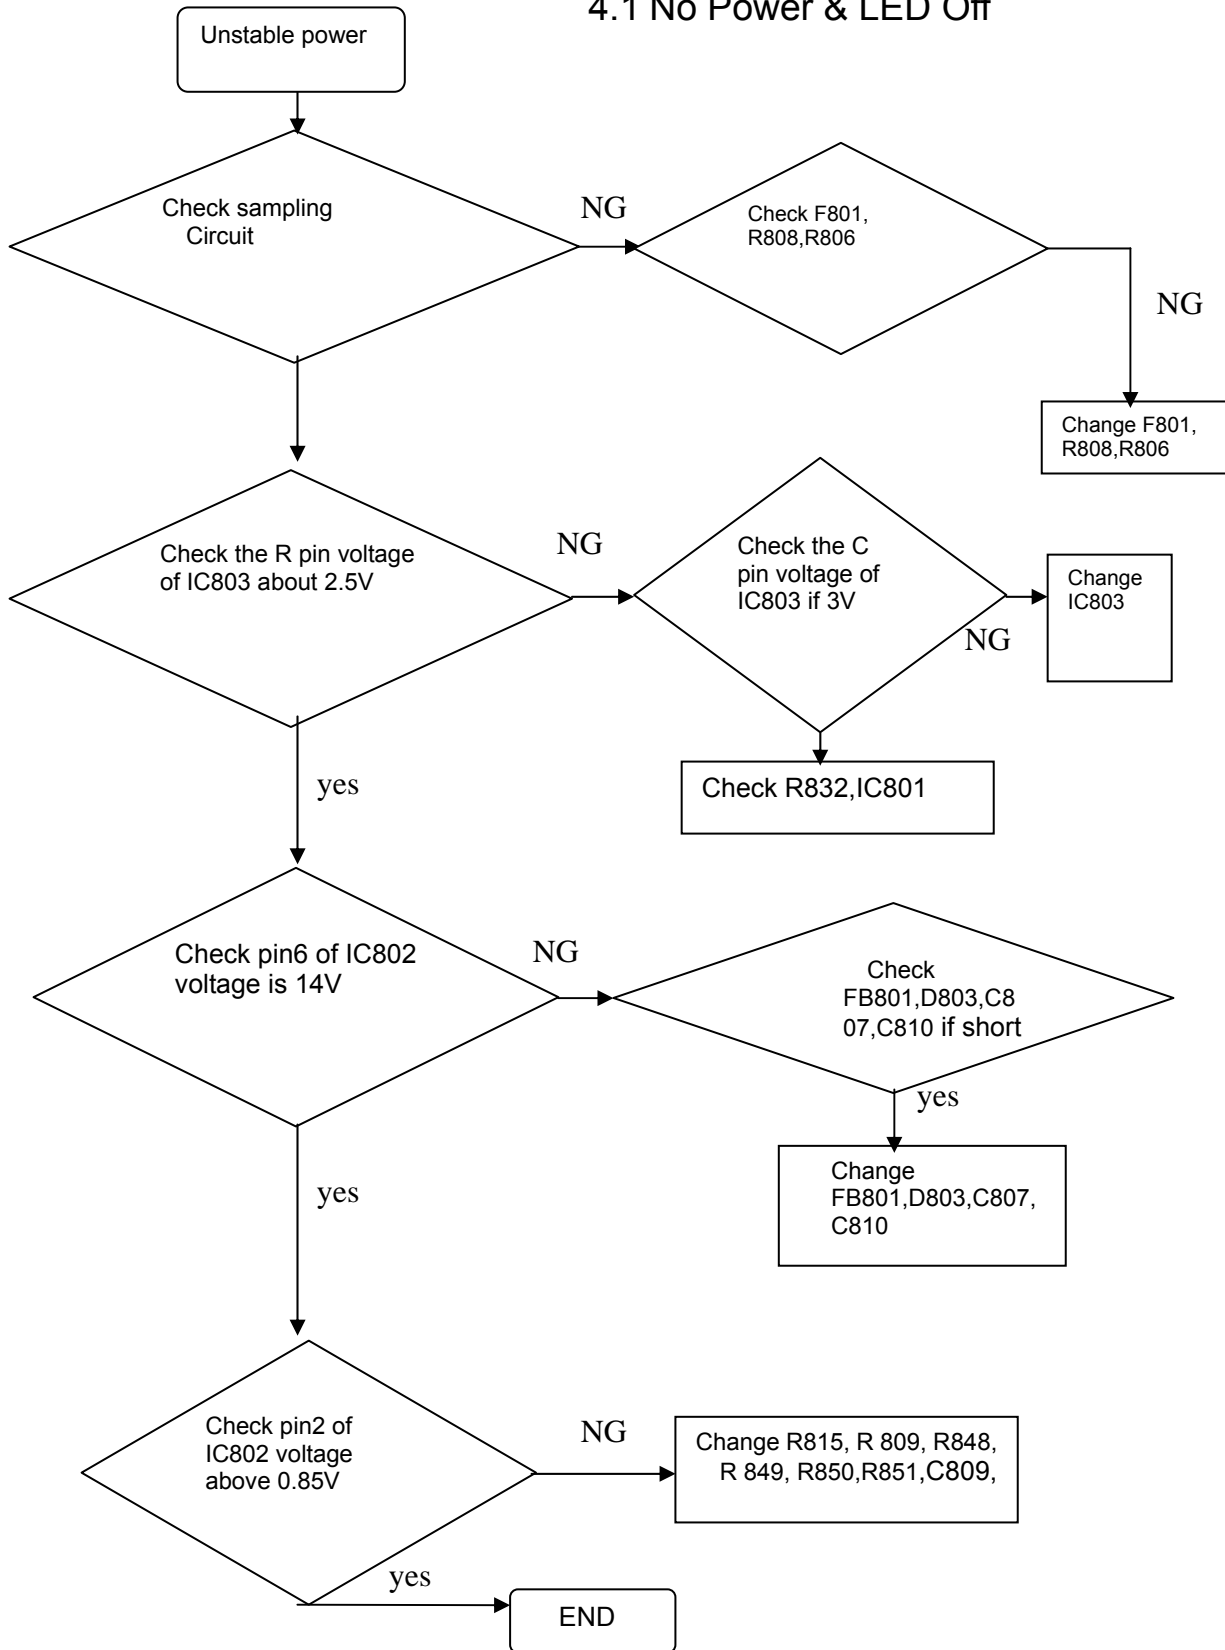 4.1 No Power & LED Off
Unstable power
Check sampling
Circuit
NG
Check F801,
R808,R806
NG
Change F801,
R808,R806
Check the R pin voltage
of IC803 about 2.5V
NG
Check the C
pin voltage of
IC803 if 3V
NG
Change
IC803
Check R832,IC801
yes
Check pin6 of IC802
voltage is 14V
NG
Check
FB801,D803,C8
07,C810 if short
yes
Change
FB801,D803,C807,
C810
yes
Check pin2 of
IC802 voltage
above 0.85V
NG
Change R815, R 809, R848,
R 849, R850,R851,C809,
yes
END